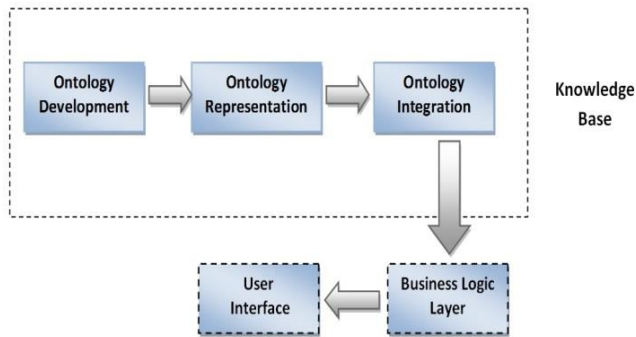 Ontology
Development
Ontology
Representation
Ontology
Integration
Knowledge
Base
User
Interface
Business Logic
Layer